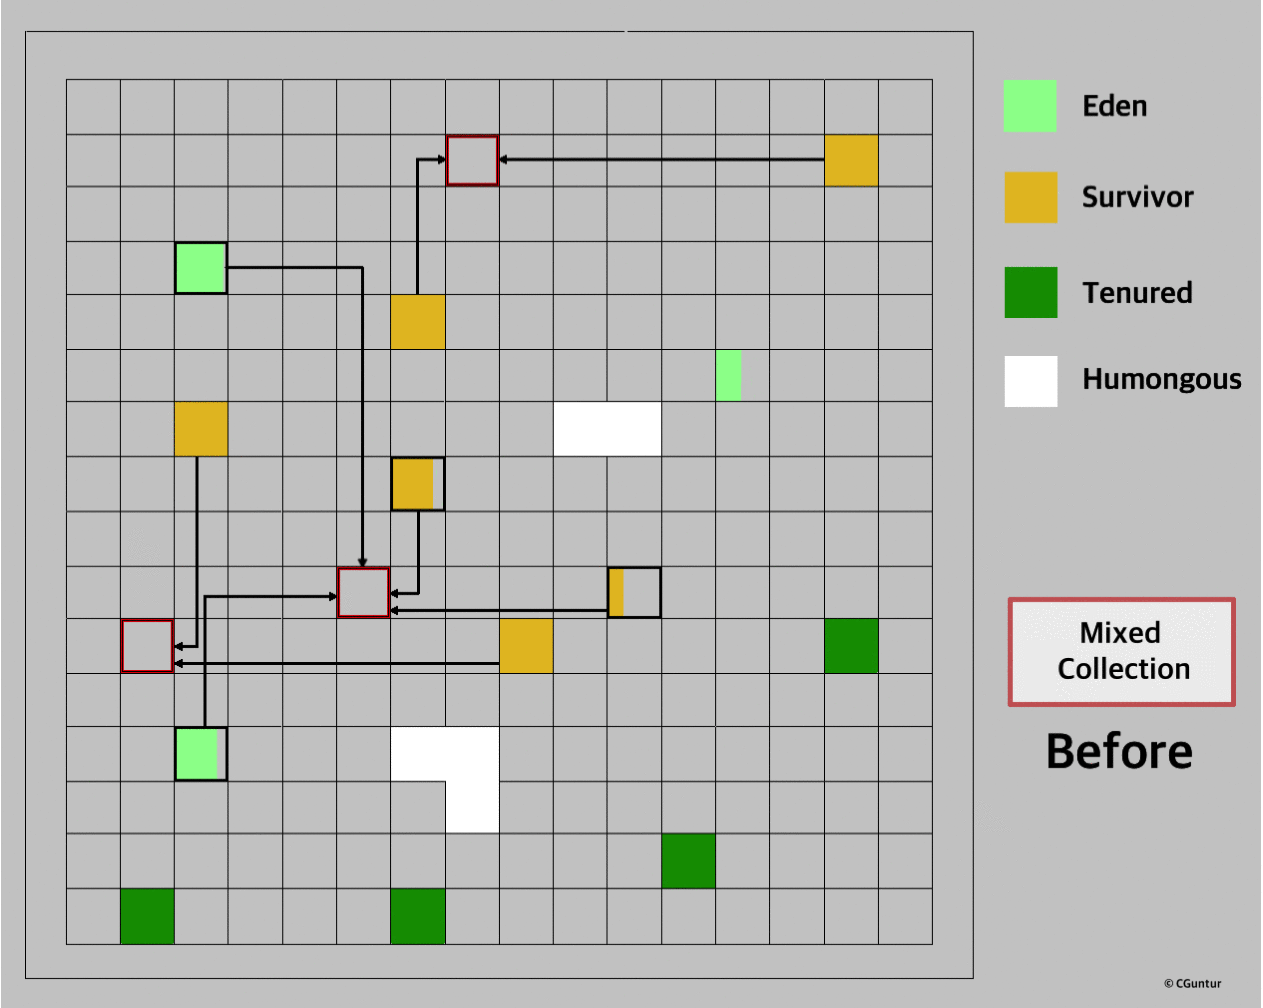 Eden
Survivor
Tenured
Humongous
Mixed
Collection
Before
© CGuntur